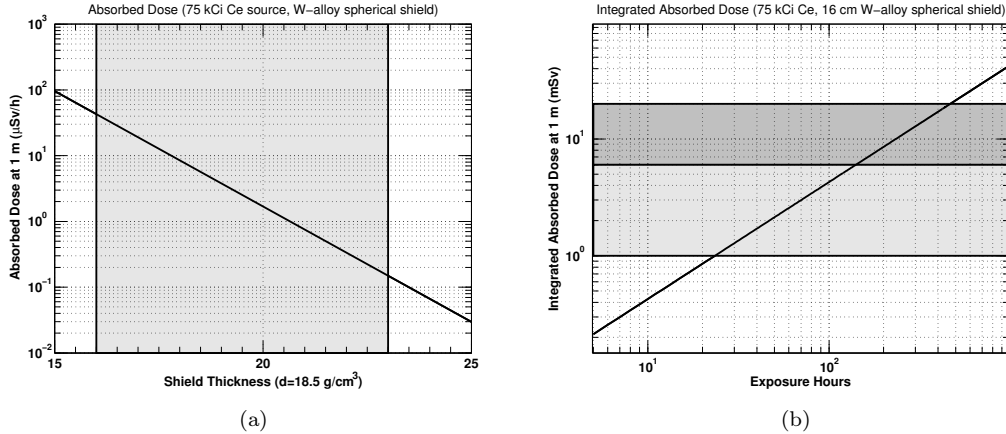 Absorbed Dose (75 kCi Ce source, W−alloy spherical shield)
10³
10²
10¹
10⁰
10⁻¹
10⁻²
Absorbed Dose at 1 m (μSv/h)
15 20 25
Shield Thickness (d=18.5 g/cm³)
(a)
Integrated Absorbed Dose (75 kCi Ce, 16 cm W−alloy spherical shield)
10¹
10⁰
Integrated Absorbed Dose at 1 m (mSv)
10¹ 10²
Exposure Hours
(b)